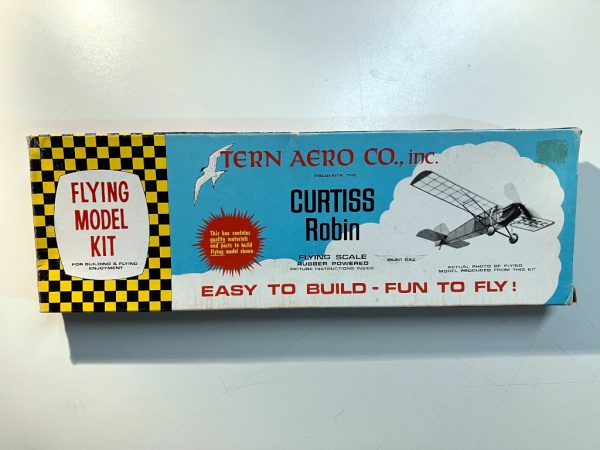 TERN AERO CO., inc.
PRESENTS THE
CURTISS
Robin
FLYING SCALE
RUBBER POWERED
PICTURE INSTRUCTIONS INSIDE
FLYING
MODEL
KIT
FOR BUILDING & FLYING
ENJOYMENT
This box contains
quality materials
and parts to build
flying model shown
ACTUAL PHOTO OF FLYING
MODEL PRODUCED FROM THIS KIT
EASY TO BUILD - FUN TO FLY!